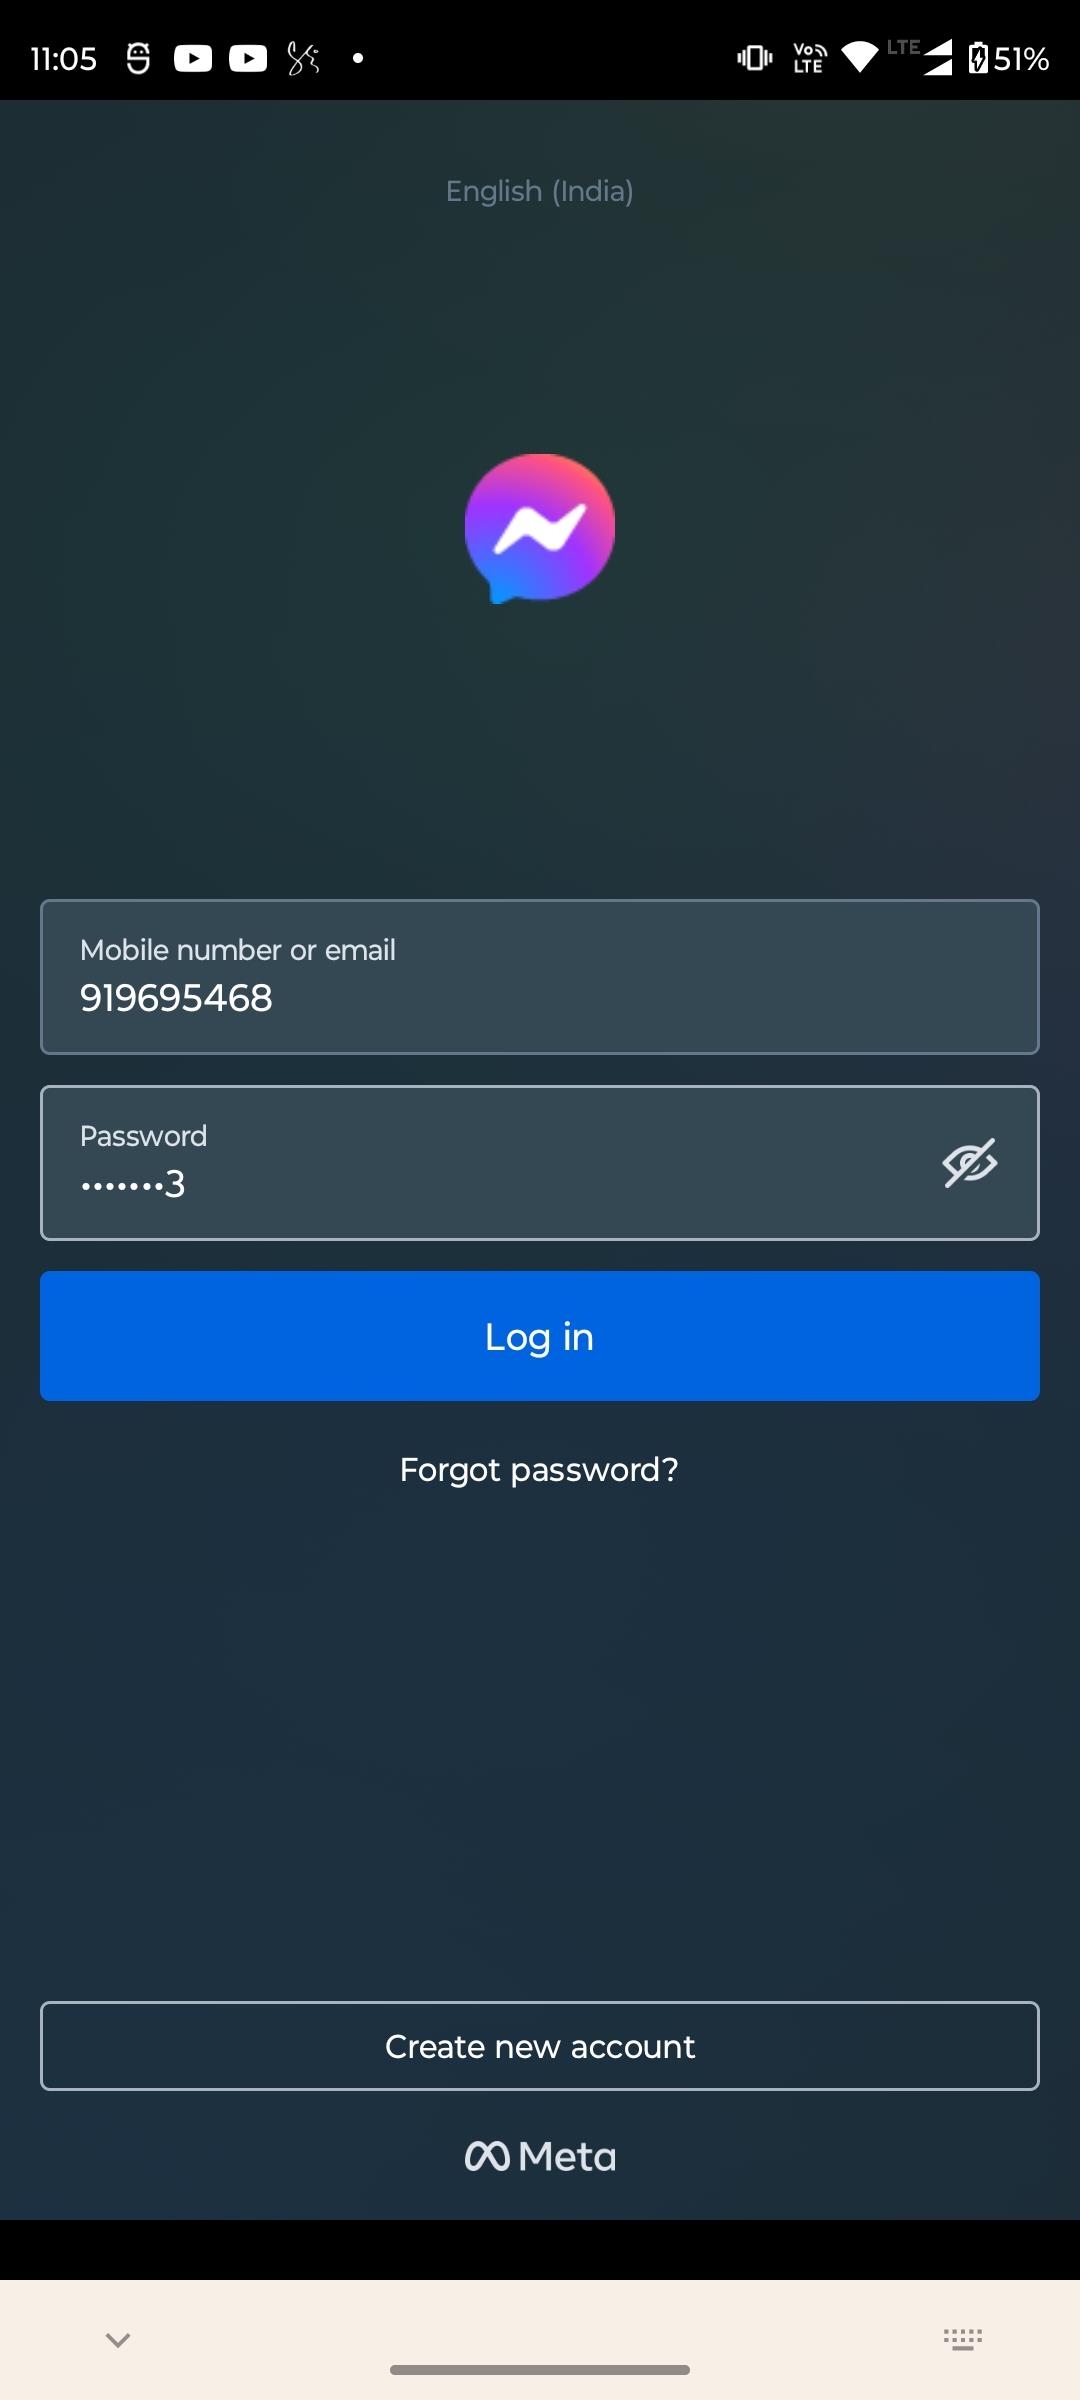 11:05
Vo
LTE
LTE
51%
English (India)
Mobile number or email
919695468
Password
•••••••3
Log in
Forgot password?
Create new account
Meta